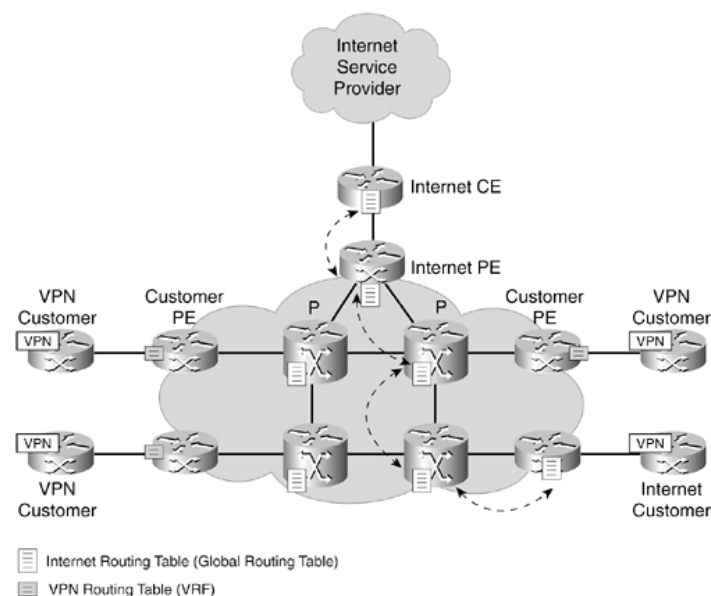 Internet
Service
Provider
Internet CE
Internet PE
VPN
Customer
Customer
PE
P
P
Customer
PE
VPN
Customer
VPN
VPN
VPN
VPN
VPN
Customer
Internet
Customer
Internet Routing Table (Global Routing Table)
VPN Routing Table (VRF)